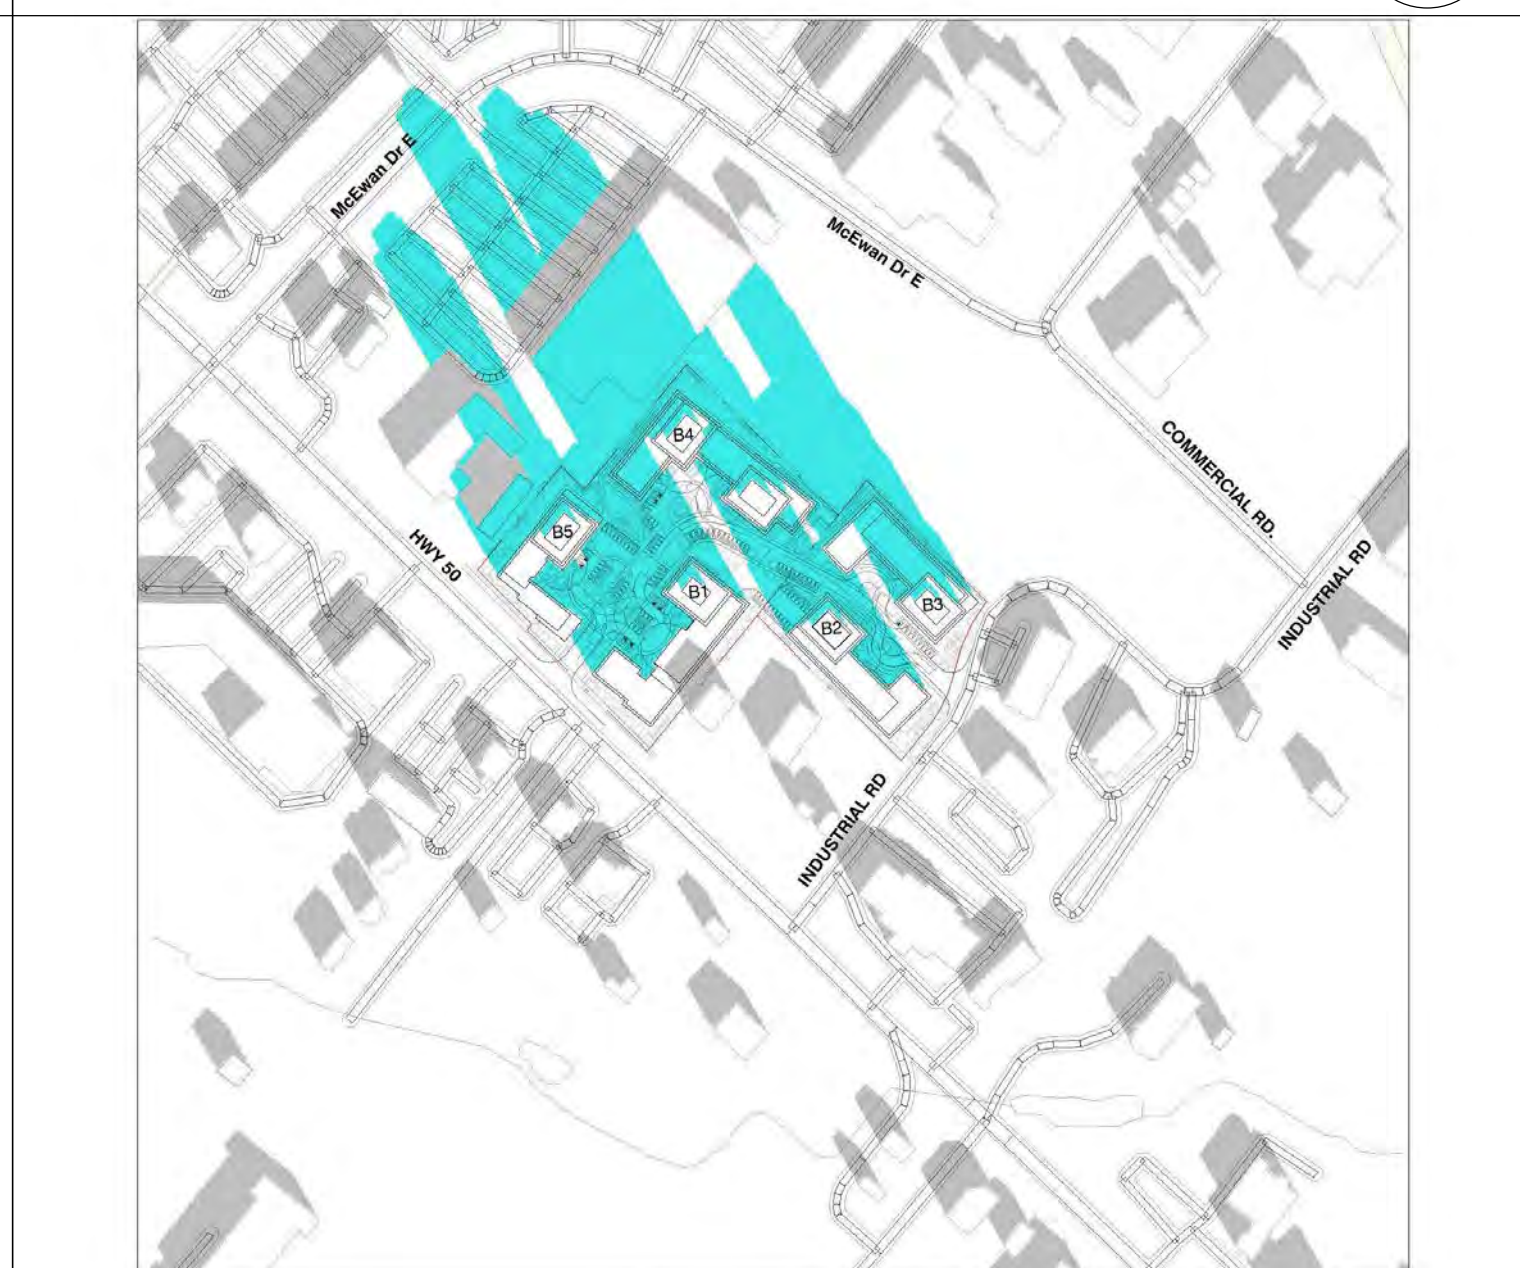 McEwan Dr E
McEwan Dr E
COMMERCIAL RD.
B4
B5
HWY 50
INDUSTRIAL RD
B1
B3
B2
INDUSTRIAL RD